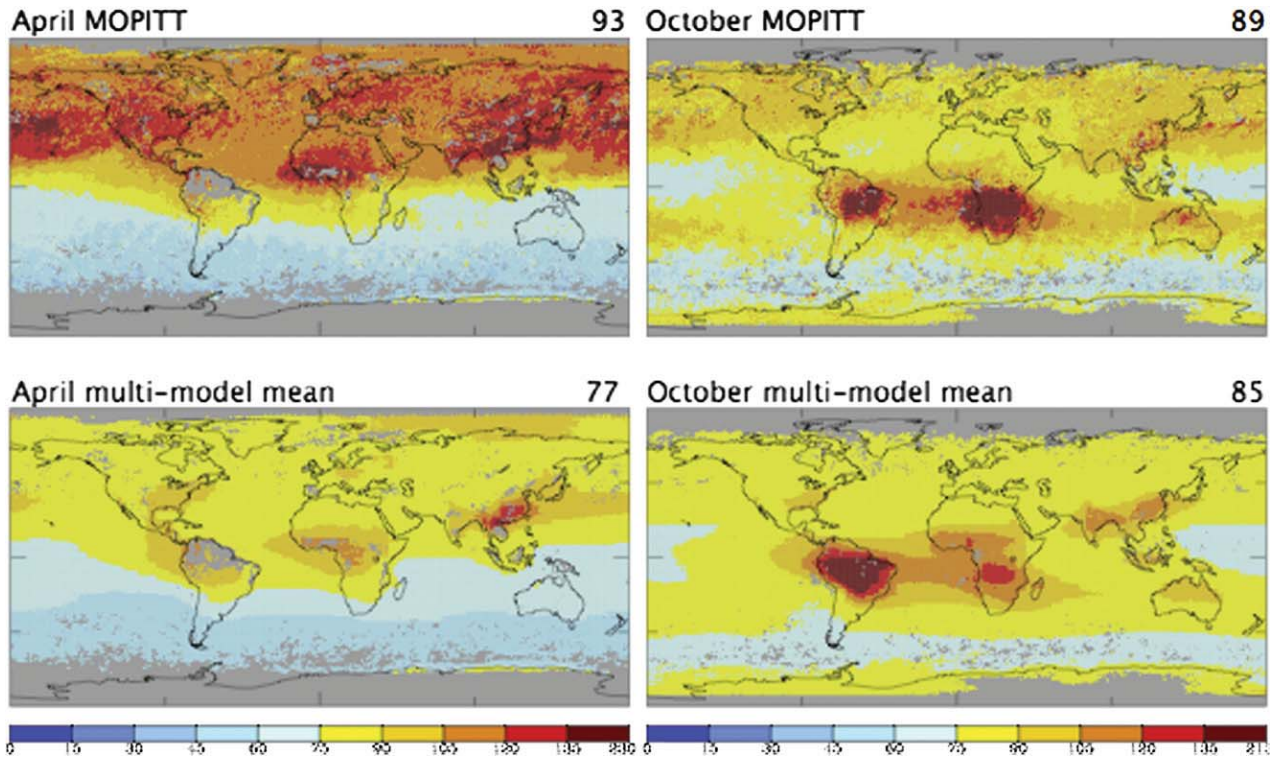 April MOPITT 93
October MOPITT 89
April multi-model mean 77
October multi-model mean 85
0 15 30 45 60 75 90 105 120 135
0 15 30 45 60 75 90 105 120 135